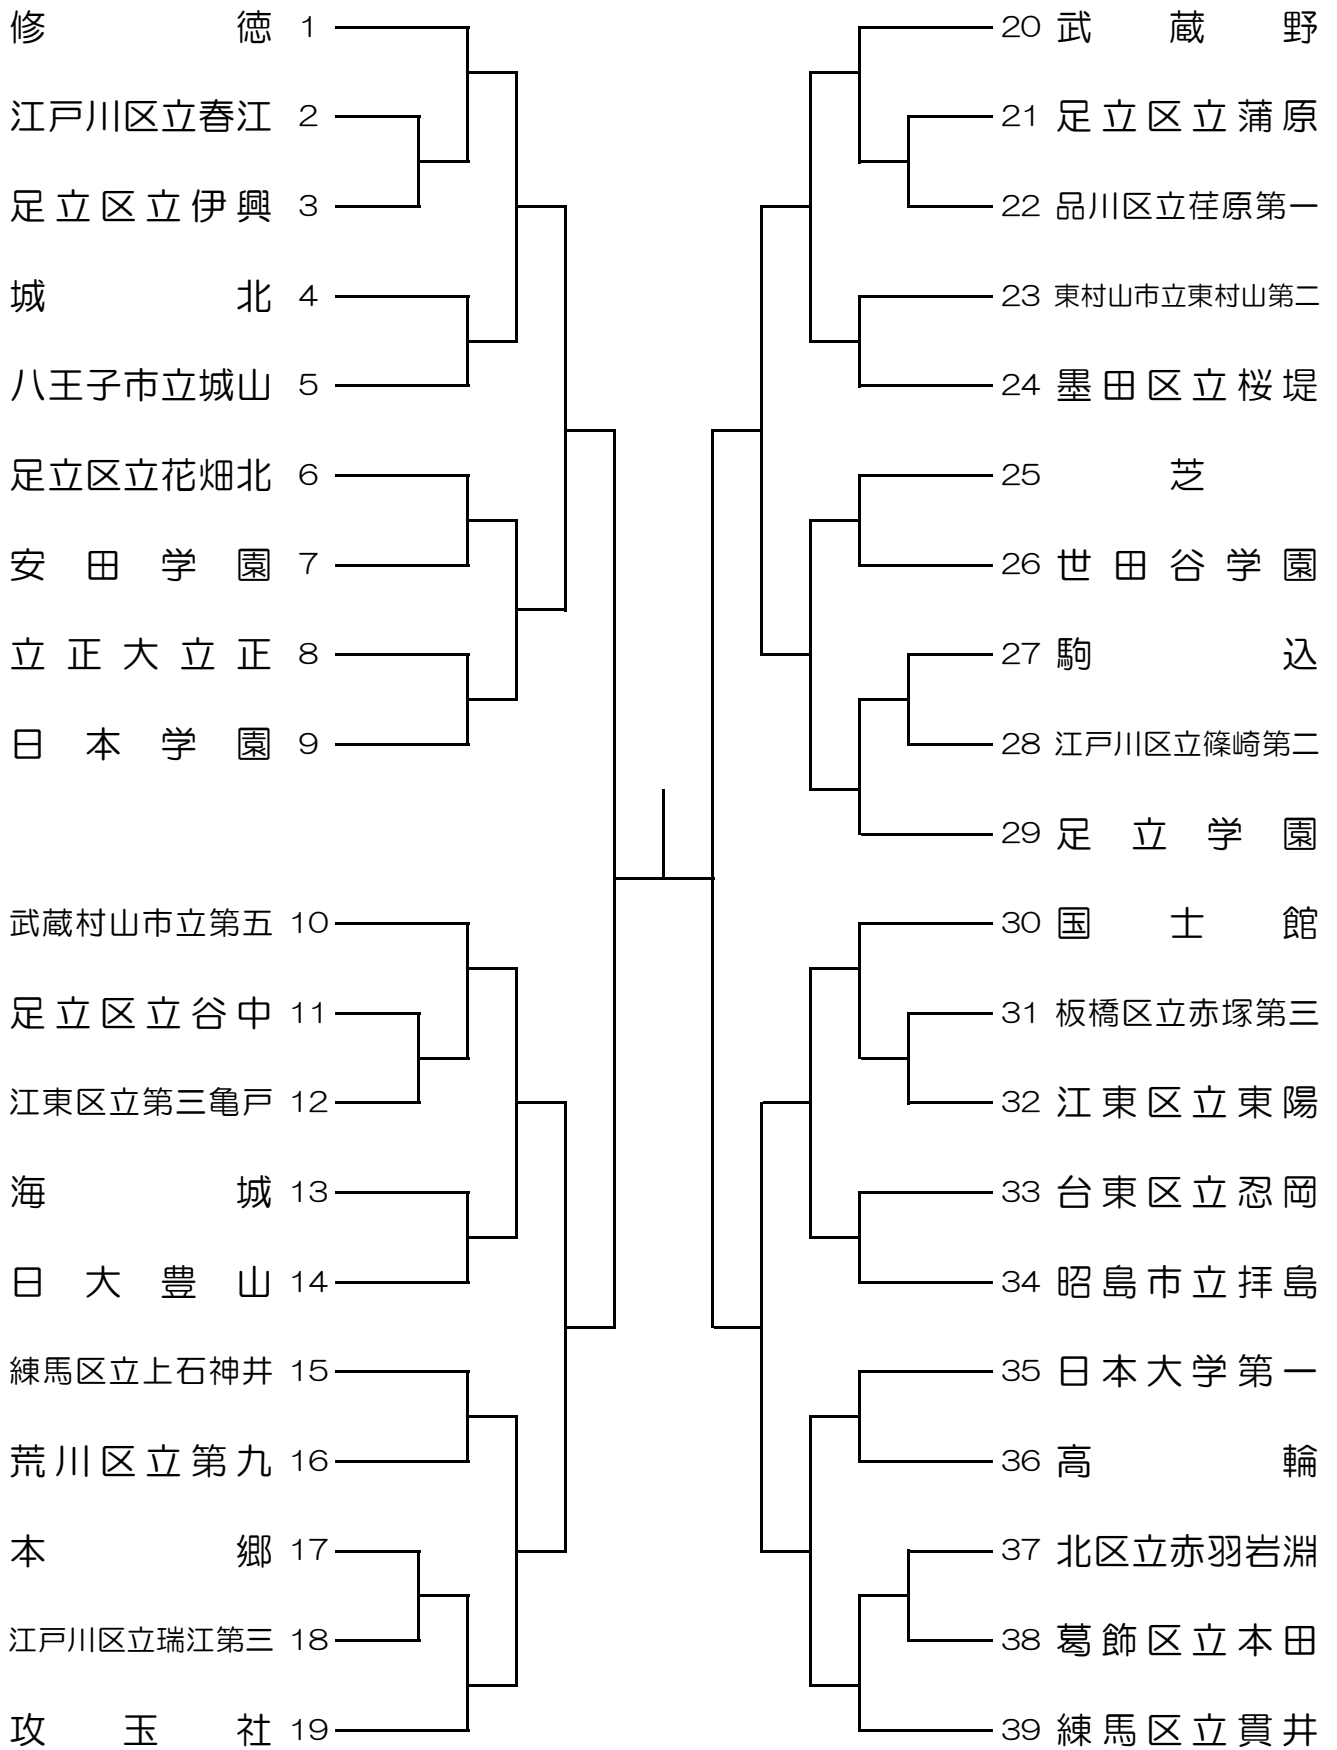 修徳 1
江戸川区立春江 2
足立区立伊興 3
城北 4
八王子市立城山 5
足立区立花畑北 6
安田学園 7
立正大立正 8
日本学園 9
武蔵村山市立第五 10
足立区立谷中 11
江東区立第三亀戸 12
海城 13
日大豊山 14
練馬区立上石神井 15
荒川区立第九 16
本郷 17
江戸川区立瑞江第三 18
攻玉社 19
20 武蔵野
21 足立区立蒲原
22 品川区立荏原第一
23 東村山市立東村山第二
24 墨田区立桜堤
25 芝
26 世田谷学園
27 駒込
28 江戸川区立篠崎第二
29 足立学園
30 国士館
31 板橋区立赤塚第三
32 江東区立東陽
33 台東区立忍岡
34 昭島市立拝島
35 日本大学第一
36 高輪
37 北区立赤羽岩淵
38 葛飾区立本田
39 練馬区立貫井